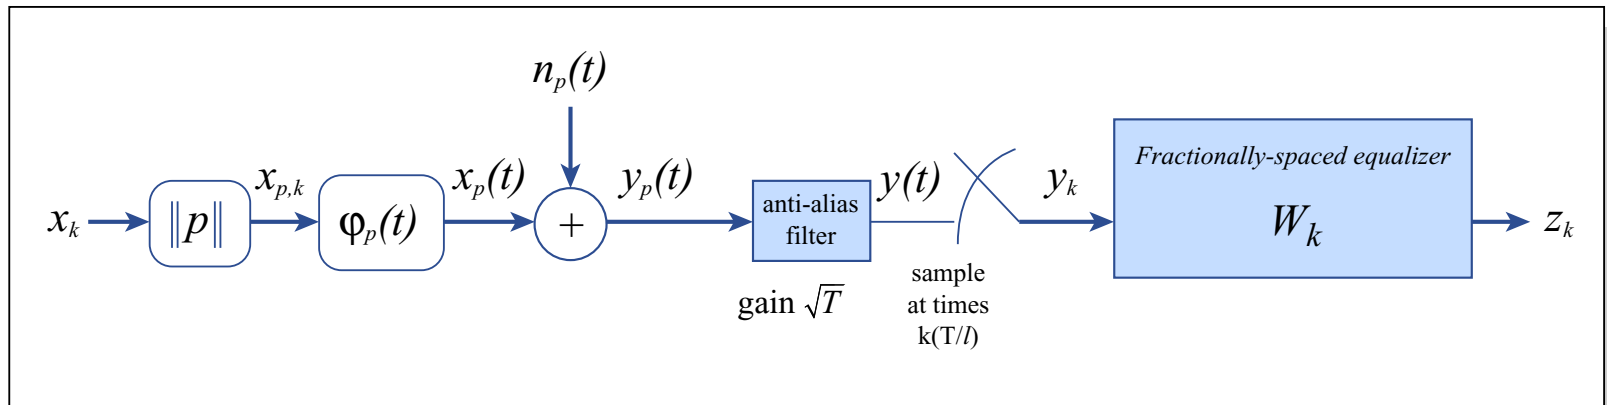 n_p(t)
x_k
‖p‖
x_{p,k}
φ_p(t)
x_p(t)
+
y_p(t)
anti-alias
filter
gain √T
y(t)
sample
at times
k(T/l)
y_k
Fractionally-spaced equalizer
W_k
z_k